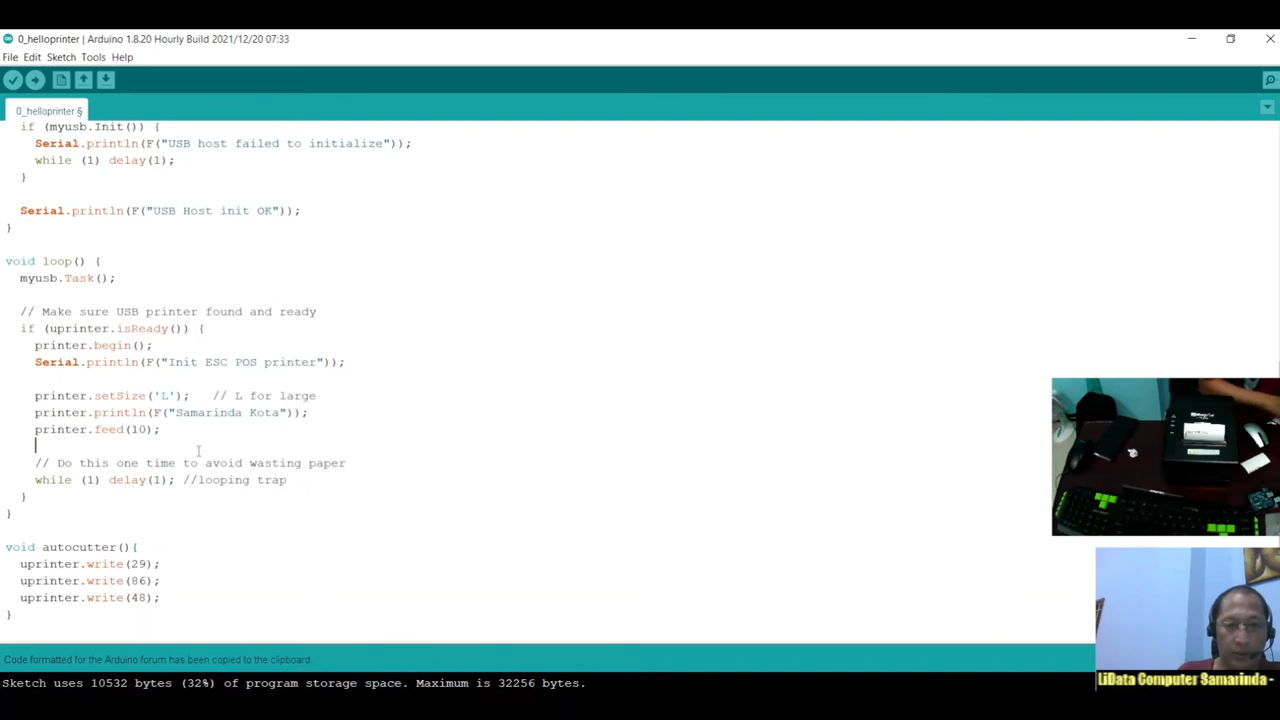 0_helloprinter | Arduino 1.8.20 Hourly Build 2021/12/20 07:33
File Edit Sketch Tools Help
0_helloprinter §
if (myusb.Init()) {
Serial.println(F("USB host failed to initialize"));
while (1) delay(1);
}
Serial.println(F("USB Host init OK"));
}
void loop() {
myusb.Task();
// Make sure USB printer found and ready
if (uprinter.isReady()) {
printer.begin();
Serial.println(F("Init ESC POS printer"));
printer.setSize('L'); // L for large
printer.println(F("Samarinda Kota"));
printer.feed(10);
// Do this one time to avoid wasting paper
while (1) delay(1); //looping trap
}
}
void autocutter(){
uprinter.write(29);
uprinter.write(86);
uprinter.write(48);
}
Code formatted for the Arduino forum has been copied to the clipboard.
Sketch uses 10532 bytes (32%) of program storage space. Maximum is 32256 bytes.
LiData Computer Samarinda -